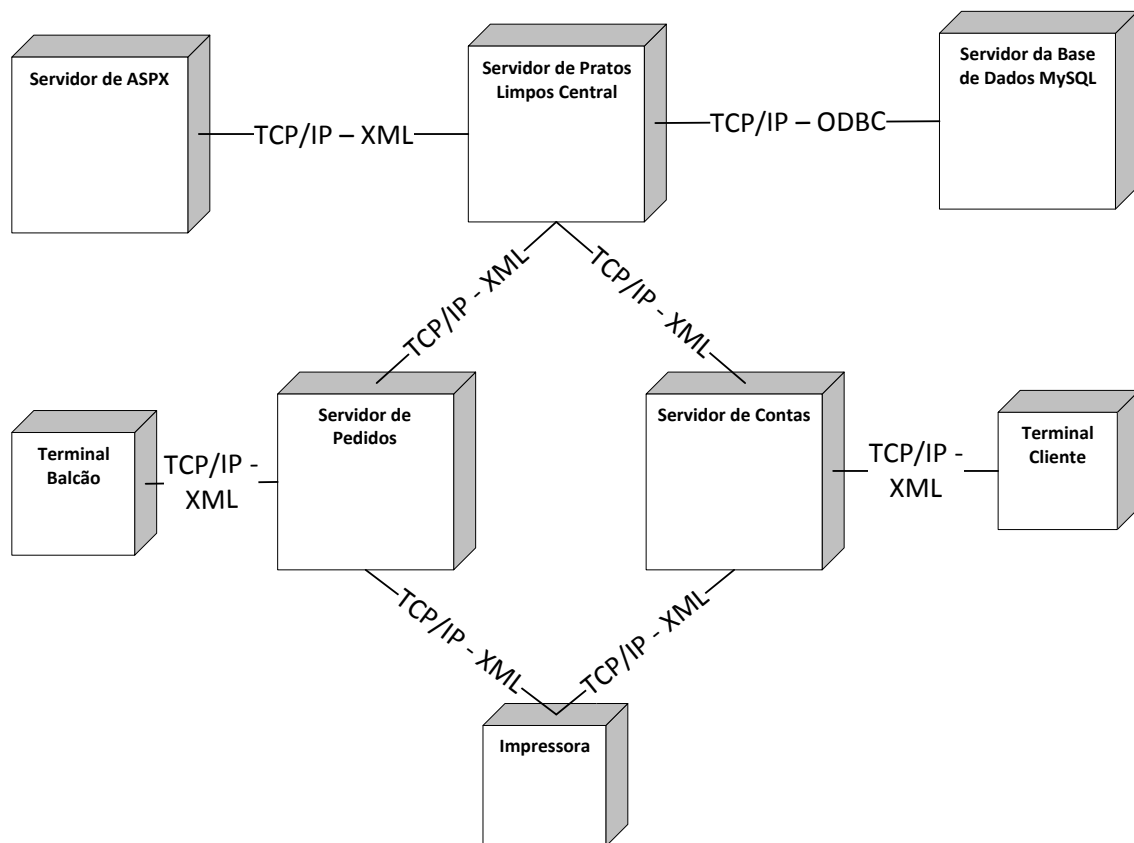 Servidor de ASPX
Servidor de Pratos
Limpos Central
Servidor da Base
de Dados MySQL
TCP/IP – XML
TCP/IP – ODBC
TCP/IP - XML
TCP/IP - XML
Servidor de
Pedidos
Servidor de Contas
Terminal
Balcão
Terminal
Cliente
TCP/IP -
XML
TCP/IP -
XML
TCP/IP - XML
TCP/IP - XML
Impressora